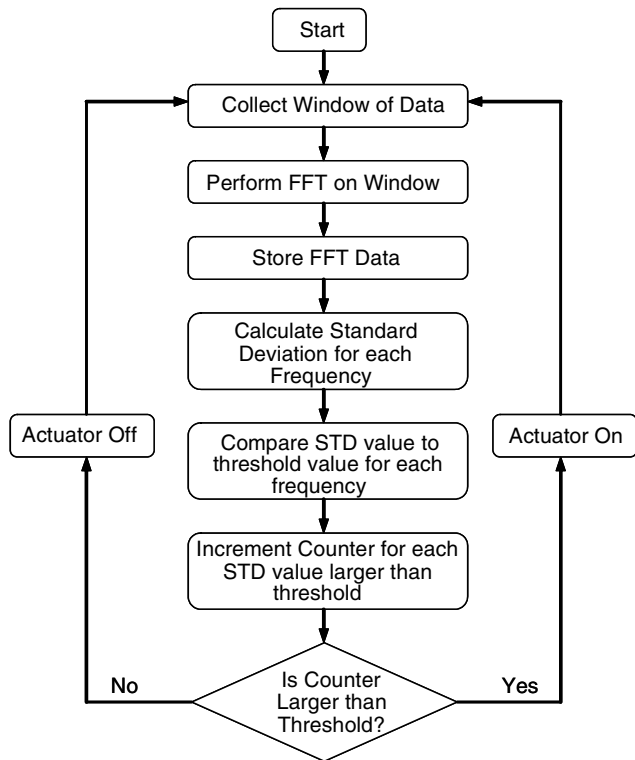 Start
Collect Window of Data
Perform FFT on Window
Store FFT Data
Calculate Standard
Deviation for each
Frequency
Actuator Off
Compare STD value to
threshold value for each
frequency
Actuator On
Increment Counter for each
STD value larger than
threshold
No
Is Counter
Larger than
Threshold?
Yes